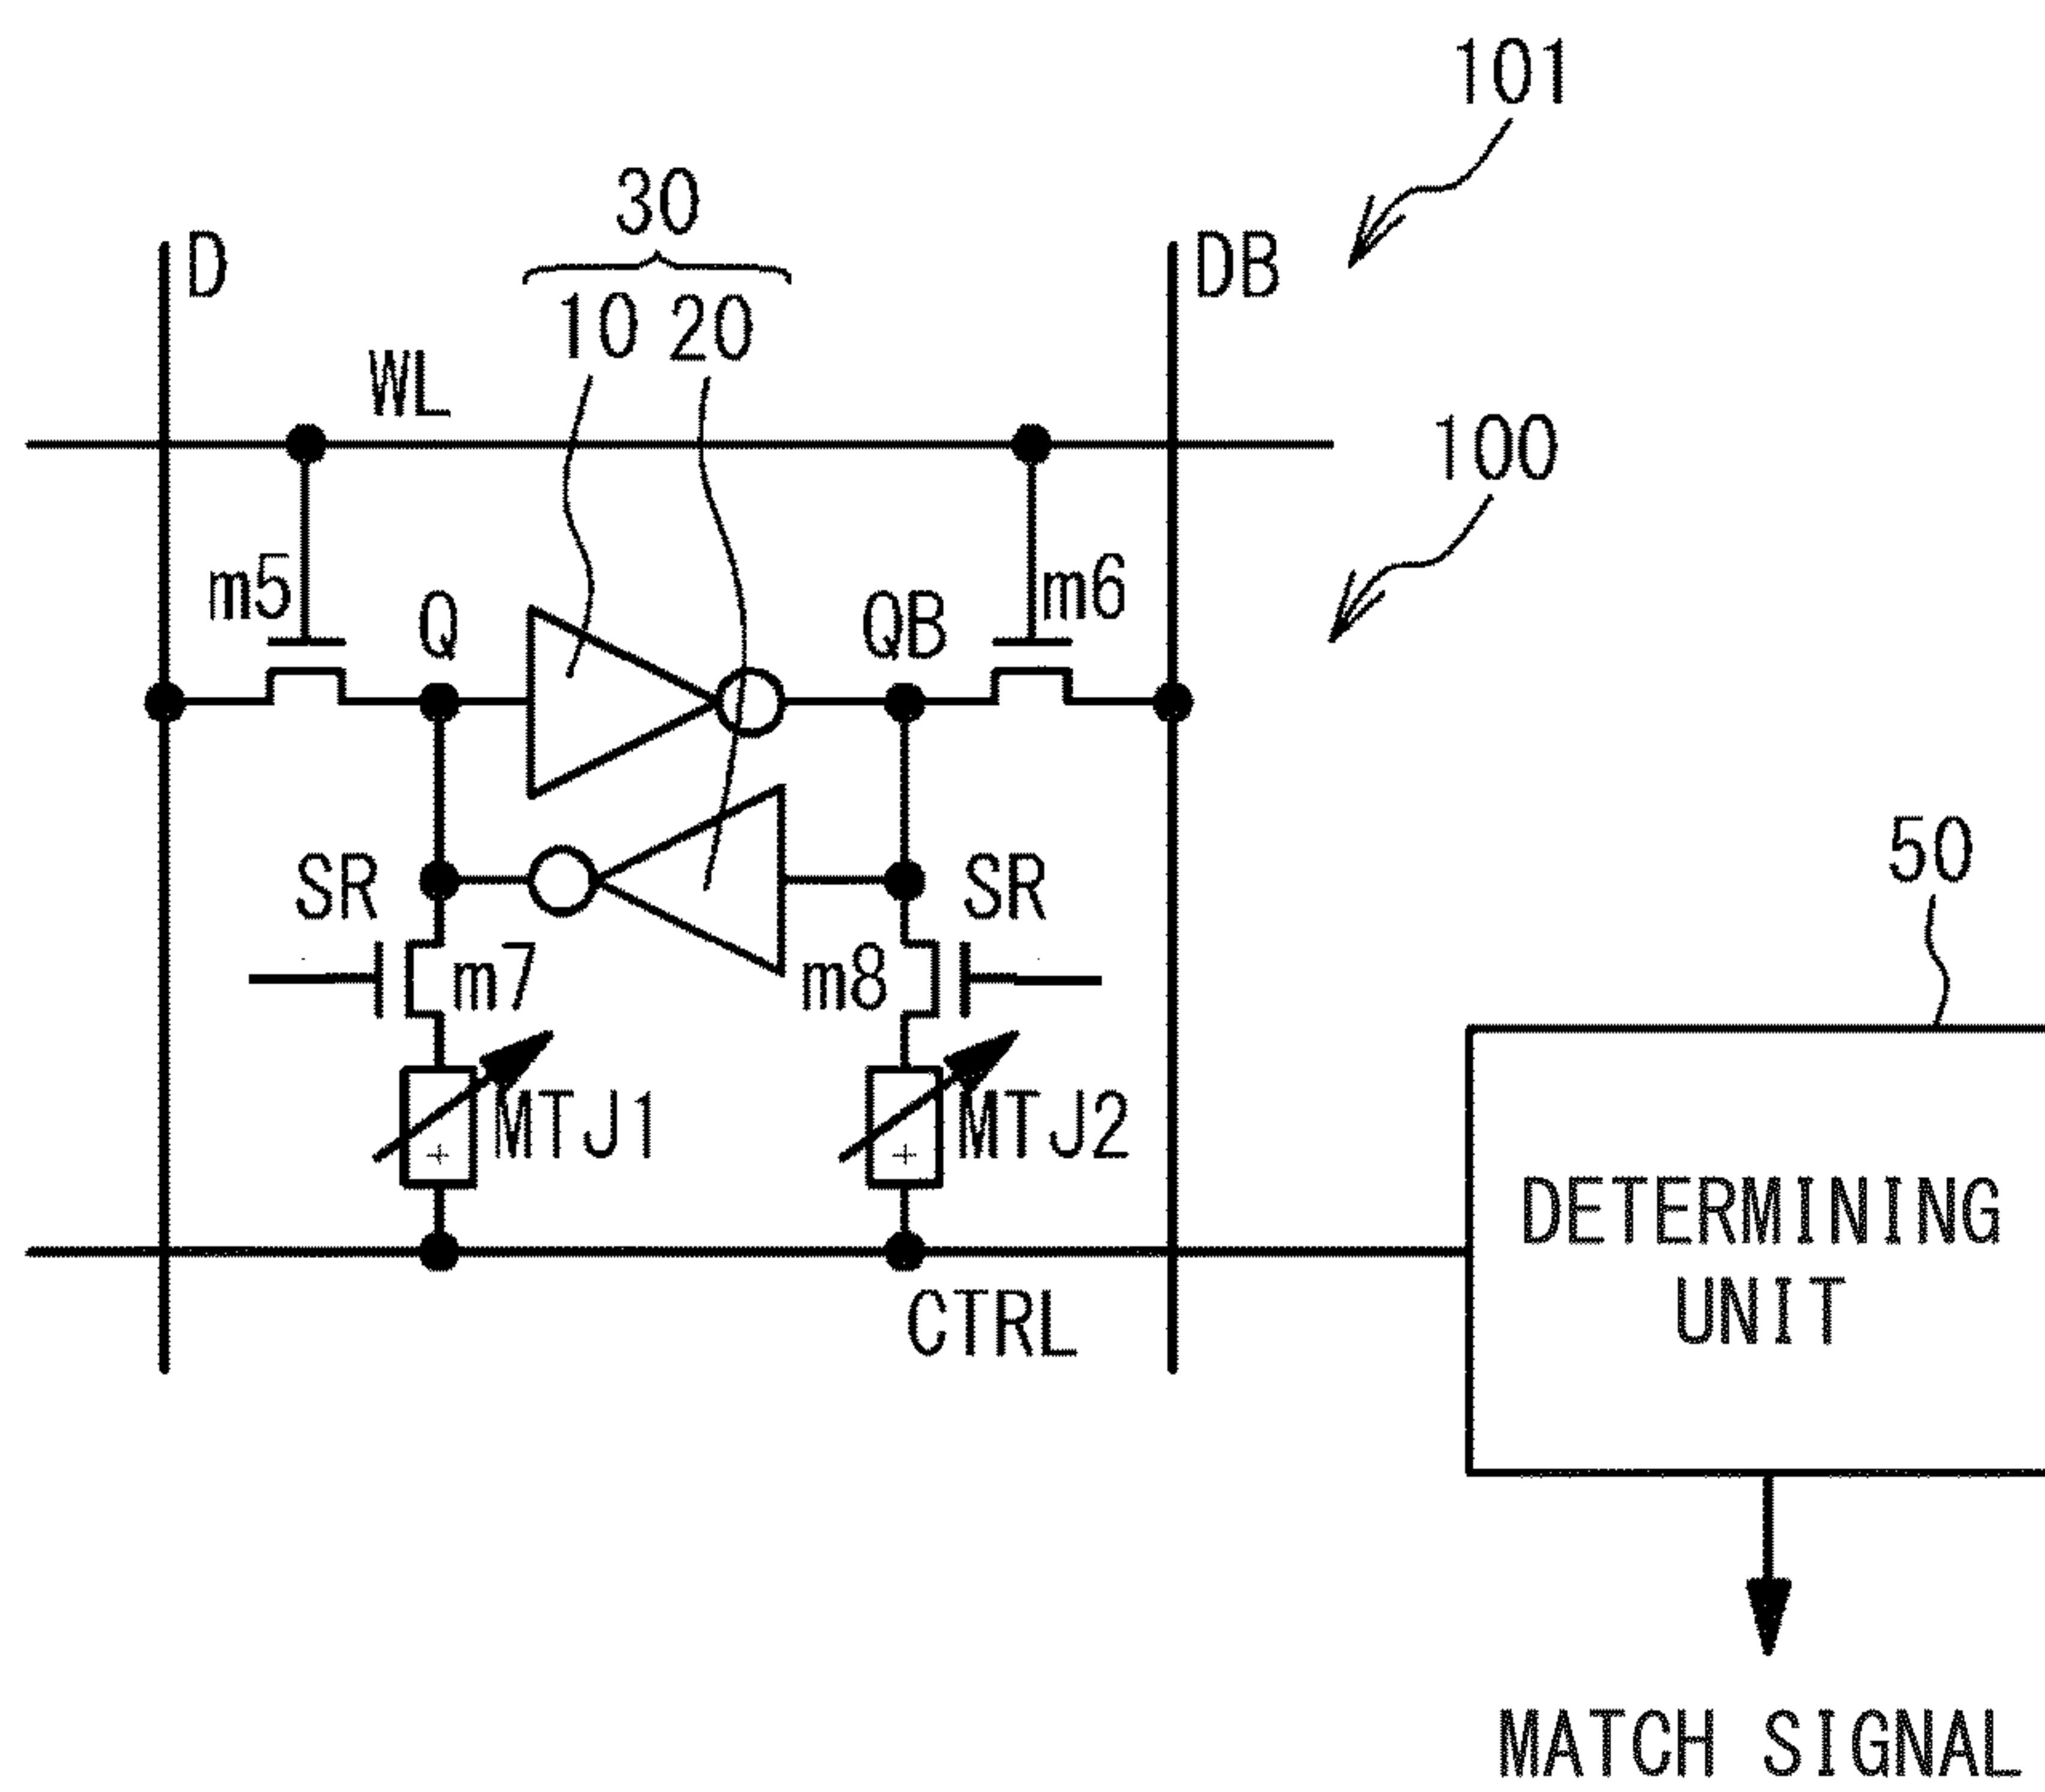 101
30
D
DB
10 20
WL
100
m5
Q
QB
m6
50
SR
SR
m7
m8
MTJ1
MTJ2
DETERMINING
UNIT
CTRL
MATCH SIGNAL